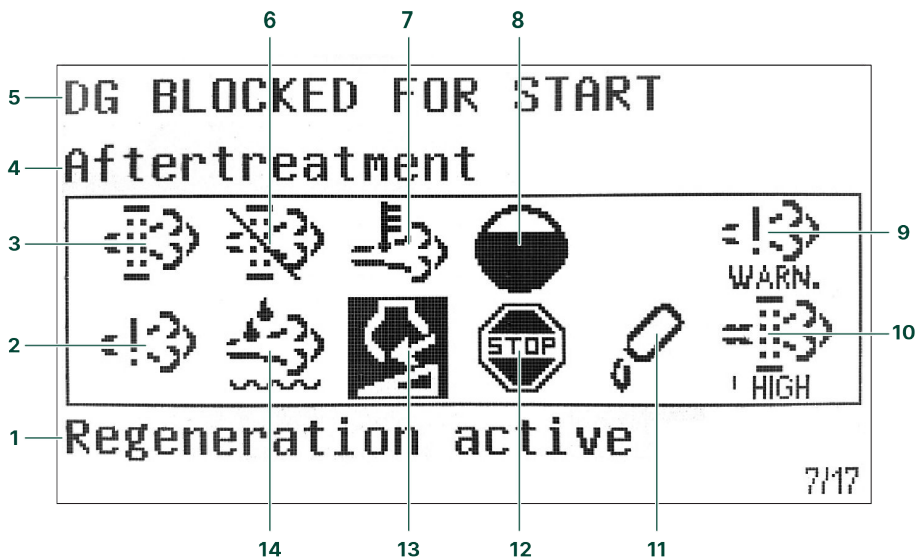 6 7 8
5 DG BLOCKED FOR START
4 Aftertreatment
3 ! 9
WARN.
2 ! STOP 10
! HIGH
11
1 Regeneration active
7/17
14 13 12 11